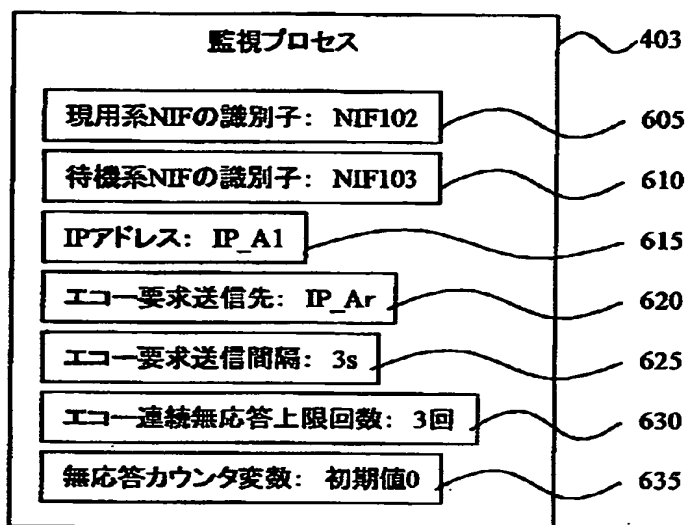 監視プロセス 403
現用系NIFの識別子: NIF102 605
待機系NIFの識別子: NIF103 610
IPアドレス: IP_A1 615
エコー要求送信先: IP_Ar 620
エコー要求送信間隔: 3s 625
エコー連続無応答上限回数: 3回 630
無応答カウンタ変数: 初期値0 635